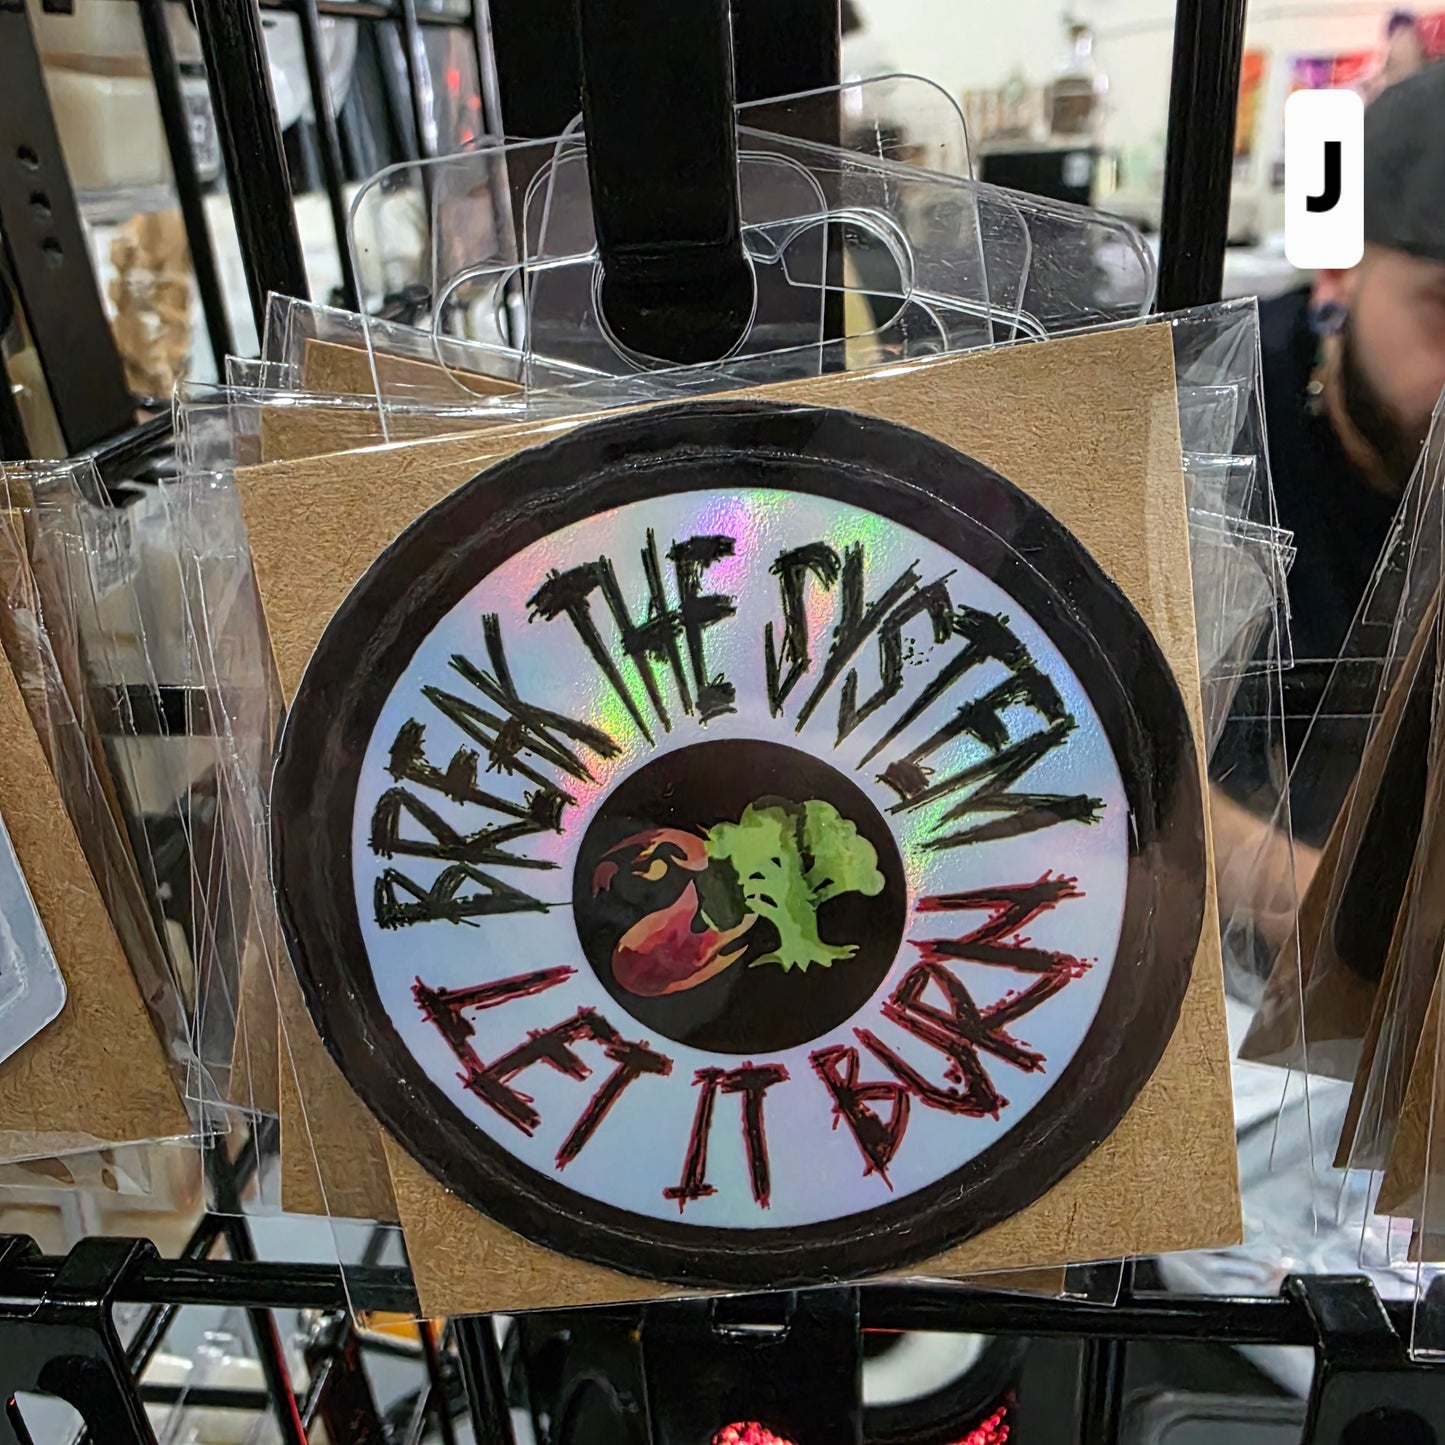 J
BREAK THE SYSTEM
LET IT BURN